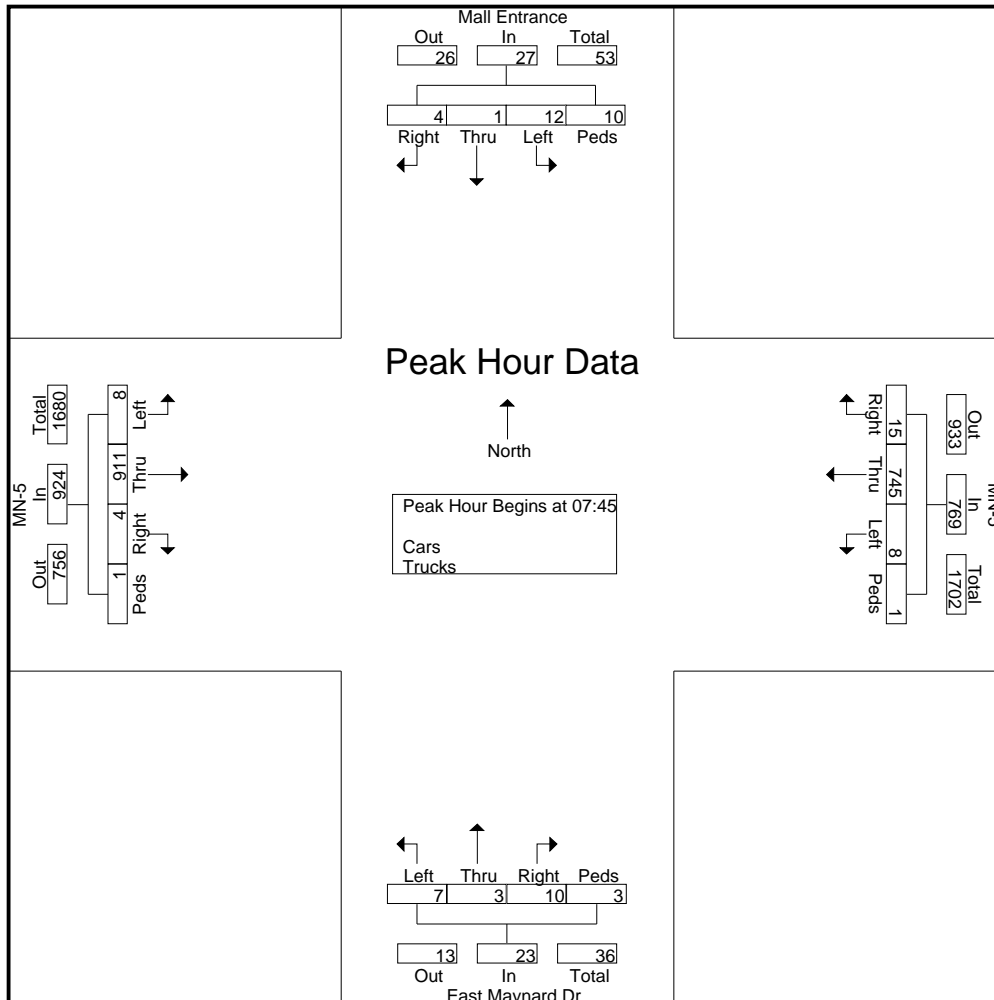 Mall Entrance
Out In Total
26 27 53
4 1 12 10
Right Thru Left Peds
Peak Hour Data
North
Peak Hour Begins at 07:45
Cars
Trucks
MN-5
Total In Out
1680 924 756
8 911 4 1
Left Thru Right Peds
Right Thru Left Peds
15 745 8 1
Out In Total
933 769 1702
MN-5
Left Thru Right Peds
7 3 10 3
13 23 36
Out In Total
East Maynard Dr